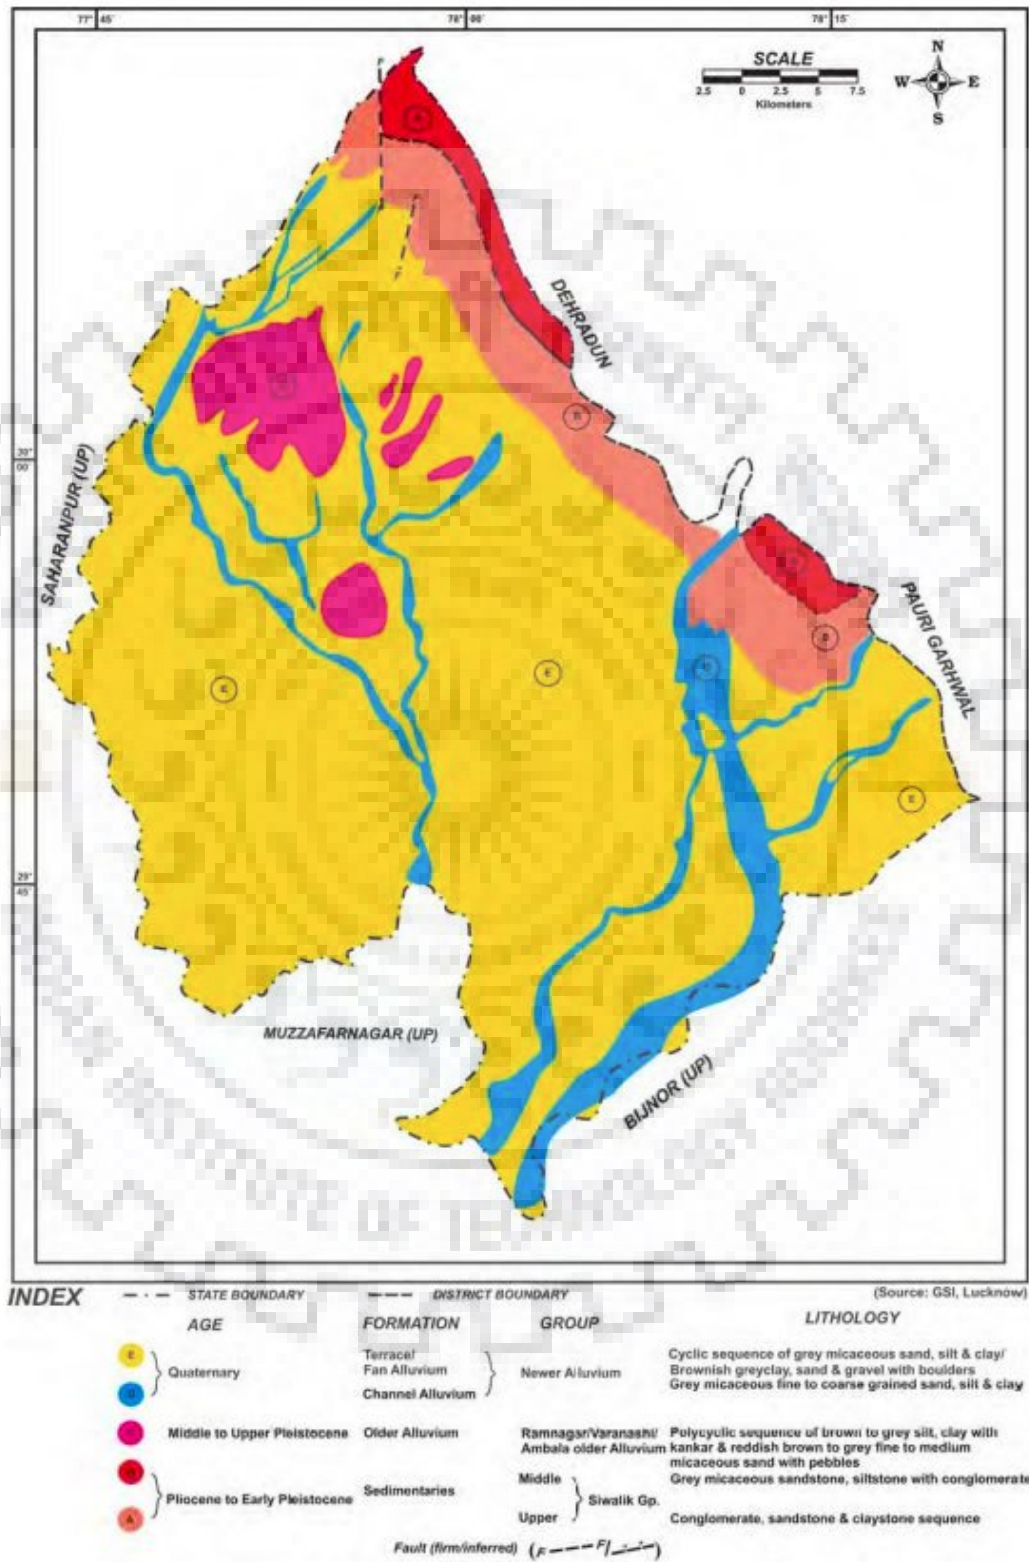 77° 45' 78° 00' 78° 15'
SCALE
2.5 0 2.5 5 7.5
Kilometers
N
W E
S
DEHRADUN
30°
00'
SAHARANPUR (UP)
PAURI GARHWAL
E E E
29°
45'
MUZZAFARNAGAR (UP)
BIJNOR (UP)
INSTITUTE OF TECHNOLOGY
INDEX STATE BOUNDARY DISTRICT BOUNDARY (Source: GSI, Lucknow)
AGE FORMATION GROUP LITHOLOGY
E Quaternary Terrace/ Newer Alluvium Cyclic sequence of grey micaceous sand, silt & clay/
Fan Alluvium Brownish greyclay, sand & gravel with boulders
D Channel Alluvium Grey micaceous fine to coarse grained sand, silt & clay
Middle to Upper Pleistocene Older Alluvium Ramnagar/Varanashi/ Polycyclic sequence of brown to grey silt, clay with
Ambala older Alluvium kankar & reddish brown to grey fine to medium
micaceous sand with pebbles
B Pliocene to Early Pleistocene Sedimentaries Middle Siwalik Gp. Grey micaceous sandstone, siltstone with conglomerate
A Upper Conglomerate, sandstone & claystone sequence
Fault (firm/inferred) (F F/ )